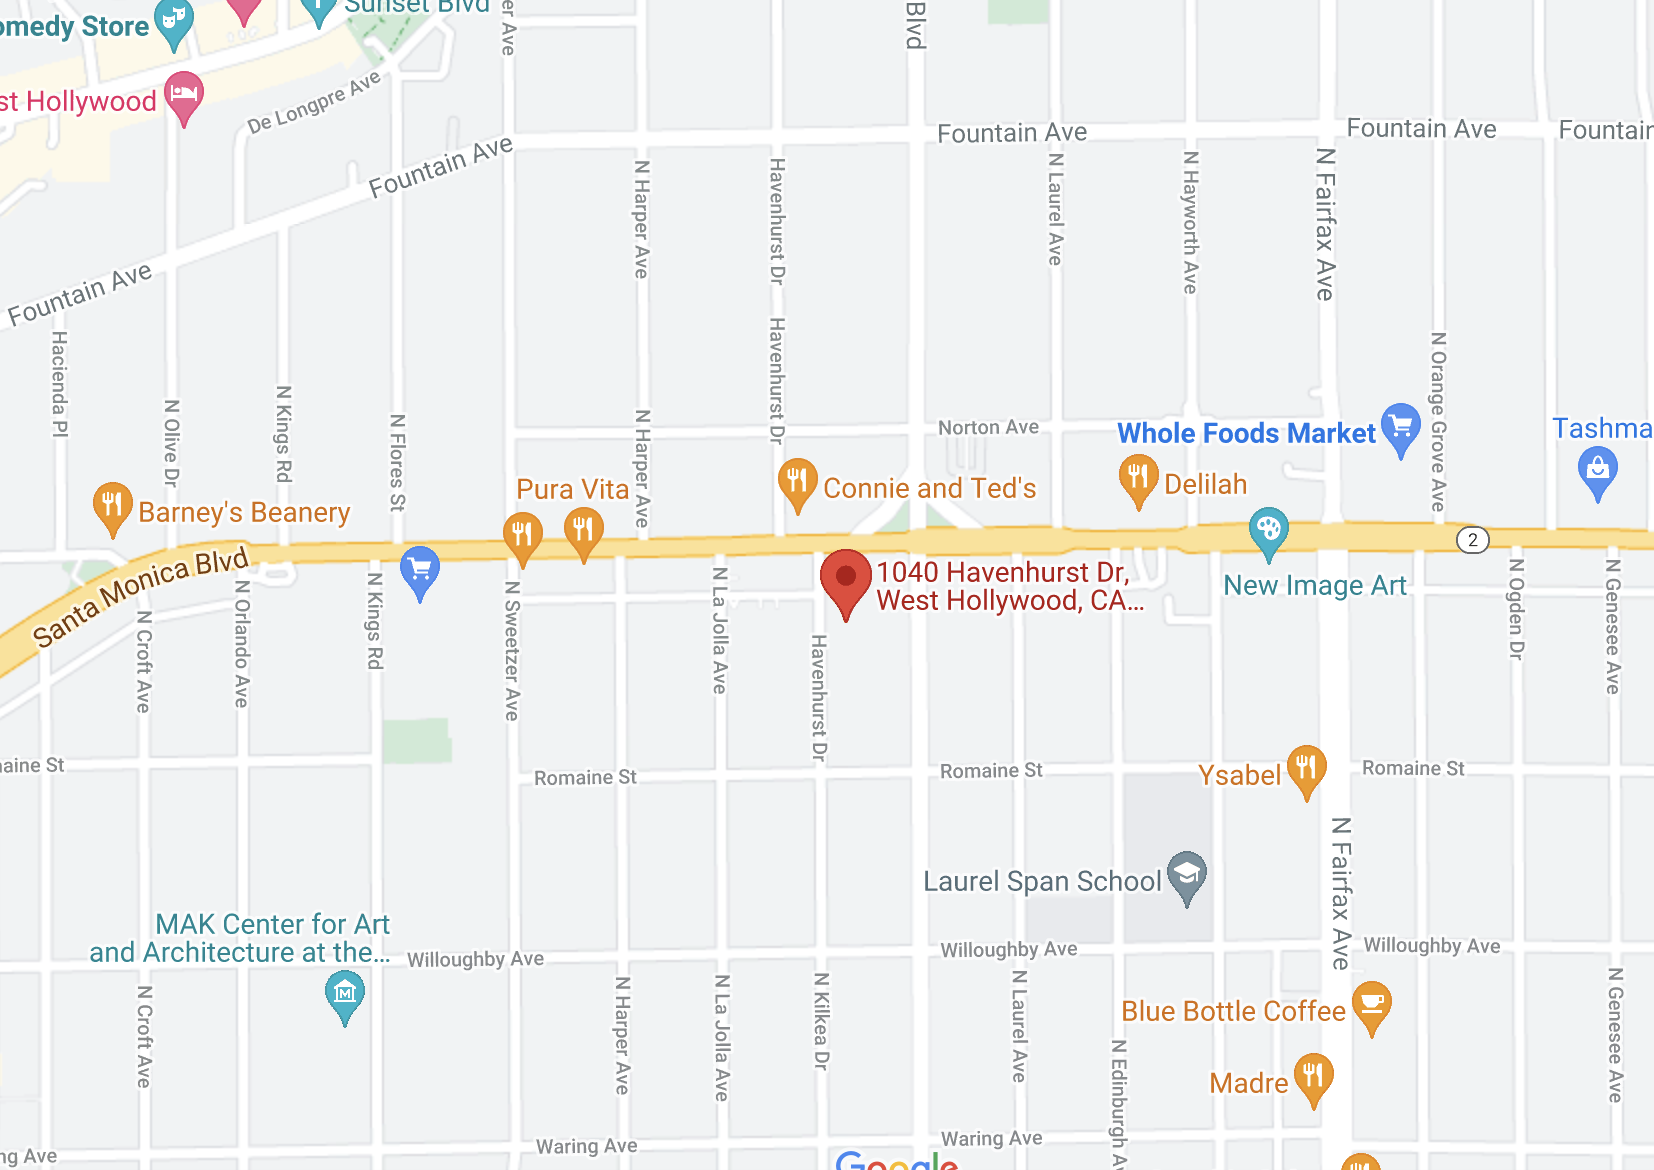 omedy Store
Sunset Blvd
er Ave
Blvd
st Hollywood
De Longpre Ave
Fountain Ave
Fountain Ave
Fountain Ave
Fountain
Fountain Ave
N Harper Ave
Havenhurst Dr
N Laurel Ave
N Hayworth Ave
N Fairfax Ave
Hacienda Pl
N Olive Dr
N Kings Rd
N Flores St
N Harper Ave
Havenhurst Dr
Norton Ave
N Orange Grove Ave
Whole Foods Market
Tashma
Barney's Beanery
Pura Vita
Connie and Ted's
Delilah
Santa Monica Blvd
2
1040 Havenhurst Dr,
West Hollywood, CA...
New Image Art
N Croft Ave
N Orlando Ave
N Kings Rd
N Sweetzer Ave
N La Jolla Ave
Havenhurst Dr
N Ogden Dr
N Genesee Ave
aine St
Romaine St
Romaine St
Ysabel
Romaine St
N Fairfax Ave
Laurel Span School
MAK Center for Art
and Architecture at the...
Willoughby Ave
Willoughby Ave
Willoughby Ave
N Croft Ave
N Harper Ave
N La Jolla Ave
N Kilkea Dr
N Laurel Ave
N Edinburgh Av
N Genesee Ave
Blue Bottle Coffee
Madre
ng Ave
Waring Ave
Waring Ave
Google